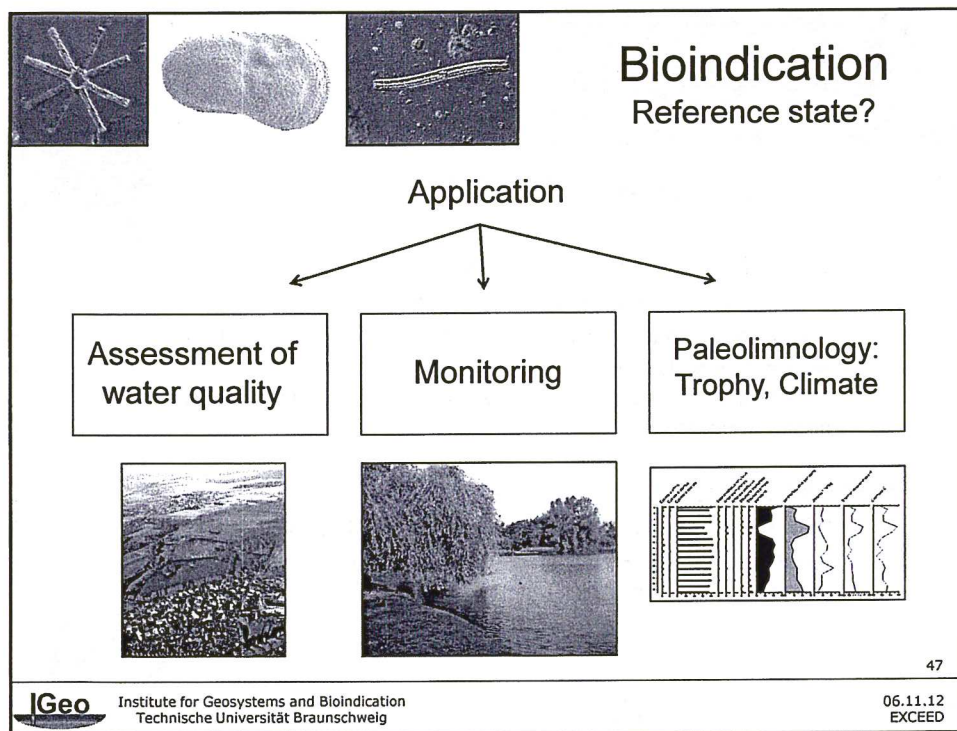 Bioindication
Reference state?
Application
Assessment of
water quality
Monitoring
Paleolimnology:
Trophy, Climate
47
IGeo
Institute for Geosystems and Bioindication
Technische Universität Braunschweig
06.11.12
EXCEED